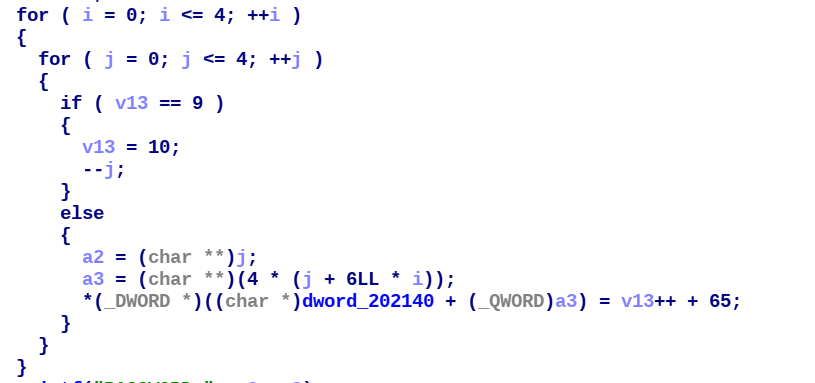 for ( i = 0; i <= 4; ++i )
{
  for ( j = 0; j <= 4; ++j )
  {
    if ( v13 == 9 )
    {
      v13 = 10;
      --j;
    }
    else
    {
      a2 = (char **)j;
      a3 = (char **)(4 * (j + 6LL * i));
      *(_DWORD *)((char *)dword_202140 + (_QWORD)a3) = v13++ + 65;
    }
  }
}